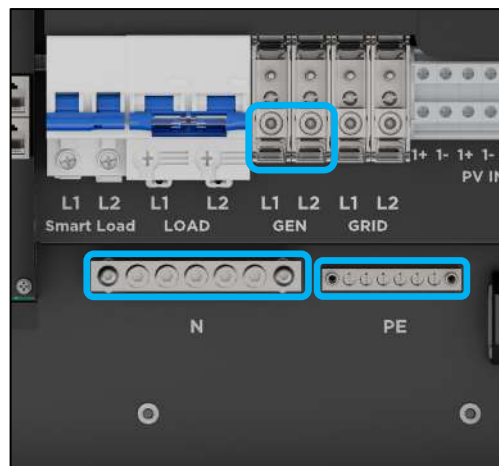 1+ 1- 1+ 1-
PV IN
L1 L2 L1 L2 L1 L2 L1 L2
Smart Load LOAD GEN GRID
N PE